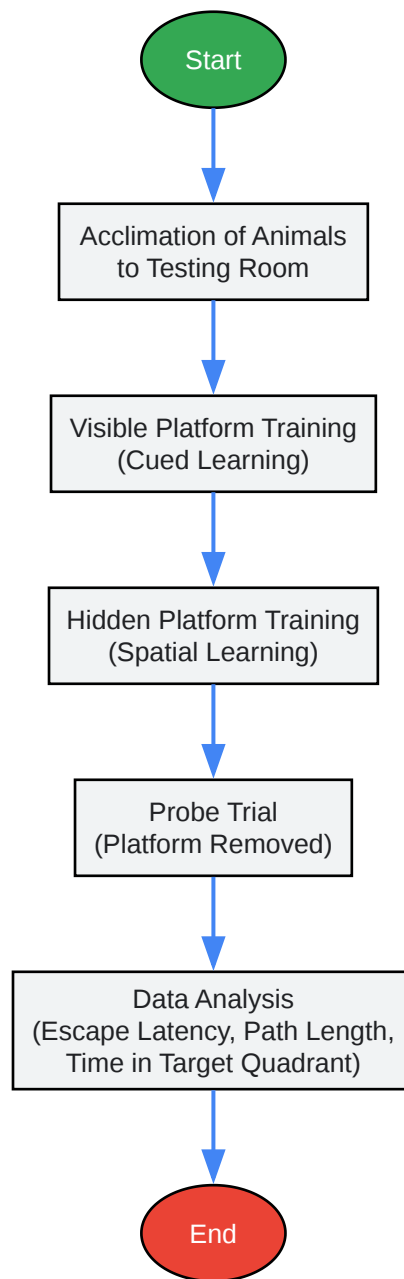 Start
Acclimation of Animals
to Testing Room
Visible Platform Training
(Cued Learning)
Hidden Platform Training
(Spatial Learning)
Probe Trial
(Platform Removed)
Data Analysis
(Escape Latency, Path Length,
Time in Target Quadrant)
End